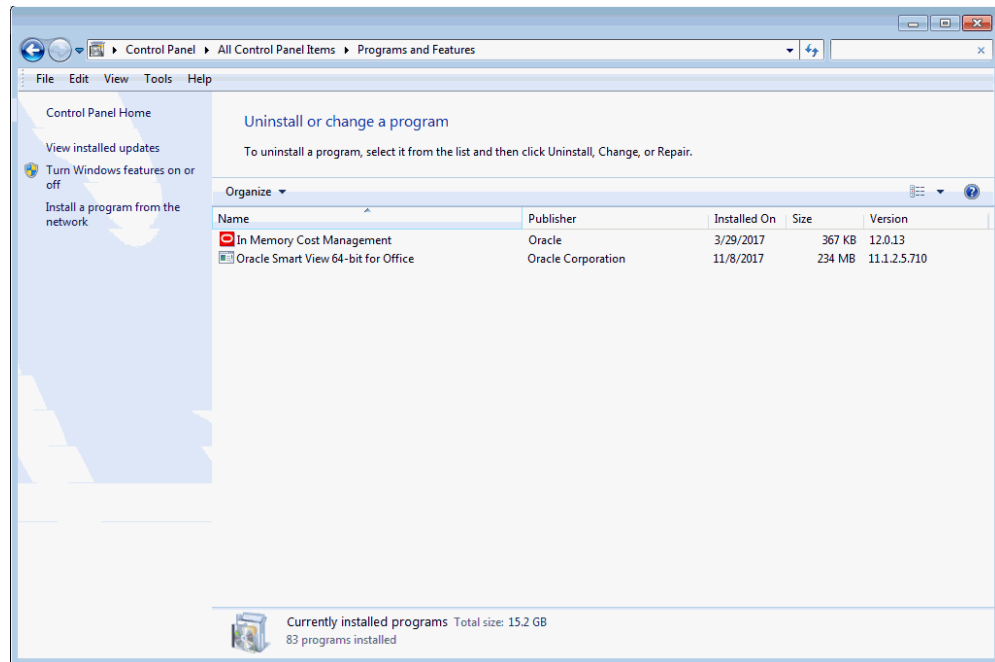 Control Panel All Control Panel Items Programs and Features
File Edit View Tools Help
Control Panel Home
View installed updates
Turn Windows features on or
off
Install a program from the
network
Uninstall or change a program
To uninstall a program, select it from the list and then click Uninstall, Change, or Repair.
Organize
Name Publisher Installed On Size Version
In Memory Cost Management Oracle 3/29/2017 367 KB 12.0.13
Oracle Smart View 64-bit for Office Oracle Corporation 11/8/2017 234 MB 11.1.2.5.710
Currently installed programs Total size: 15.2 GB
83 programs installed